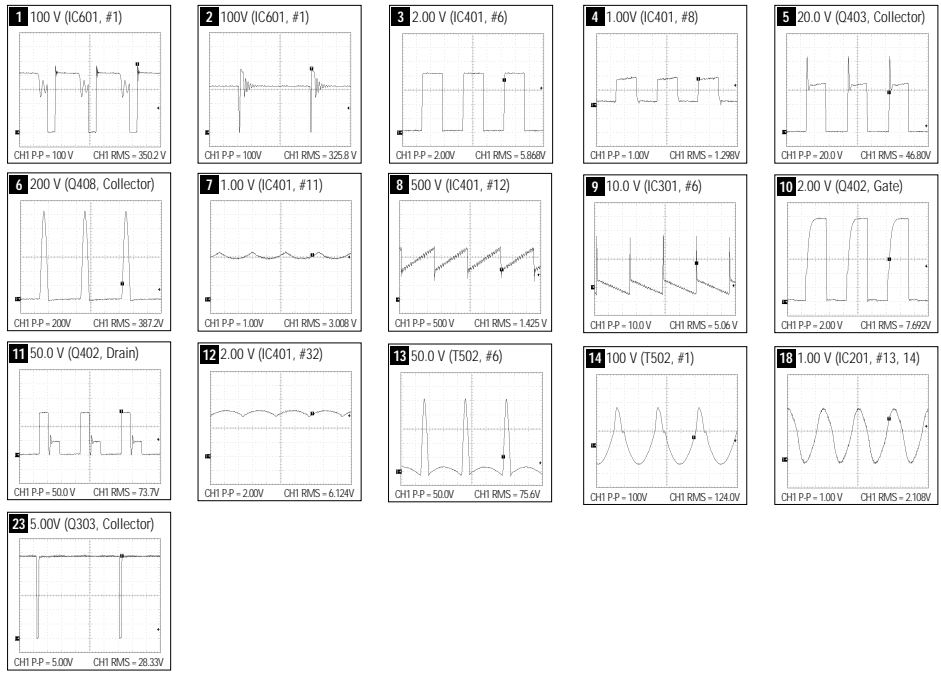 1 100 V (IC601, #1)
CH1 P-P = 100 V CH1 RMS = 350.2 V
2 100V (IC601, #1)
CH1 P-P = 100V CH1 RMS = 325.8 V
3 2.00 V (IC401, #6)
CH1 P-P = 2.00V CH1 RMS = 5.868V
4 1.00V (IC401, #8)
CH1 P-P = 1.00V CH1 RMS = 1.298V
5 20.0 V (Q403, Collector)
CH1 P-P = 20.0 V CH1 RMS = 46.80V
6 200 V (Q408, Collector)
CH1 P-P = 200V CH1 RMS = 387.2V
7 1.00 V (IC401, #11)
CH1 P-P = 1.00V CH1 RMS = 3.008 V
8 500 V (IC401, #12)
CH1 P-P = 500 V CH1 RMS = 1.425 V
9 10.0 V (IC301, #6)
CH1 P-P = 10.0 V CH1 RMS = 5.06 V
10 2.00 V (Q402, Gate)
CH1 P-P = 2.00 V CH1 RMS = 7.692V
11 50.0 V (Q402, Drain)
CH1 P-P = 50.0 V CH1 RMS = 73.7V
12 2.00 V (IC401, #32)
CH1 P-P = 2.00V CH1 RMS = 6.124V
13 50.0 V (T502, #6)
CH1 P-P = 50.0V CH1 RMS = 75.6V
14 100 V (T502, #1)
CH1 P-P = 100V CH1 RMS = 124.0V
18 1.00 V (IC201, #13, 14)
CH1 P-P = 1.00 V CH1 RMS = 2.108V
23 5.00V (Q303, Collector)
CH1 P-P = 5.00V CH1 RMS = 28.33V